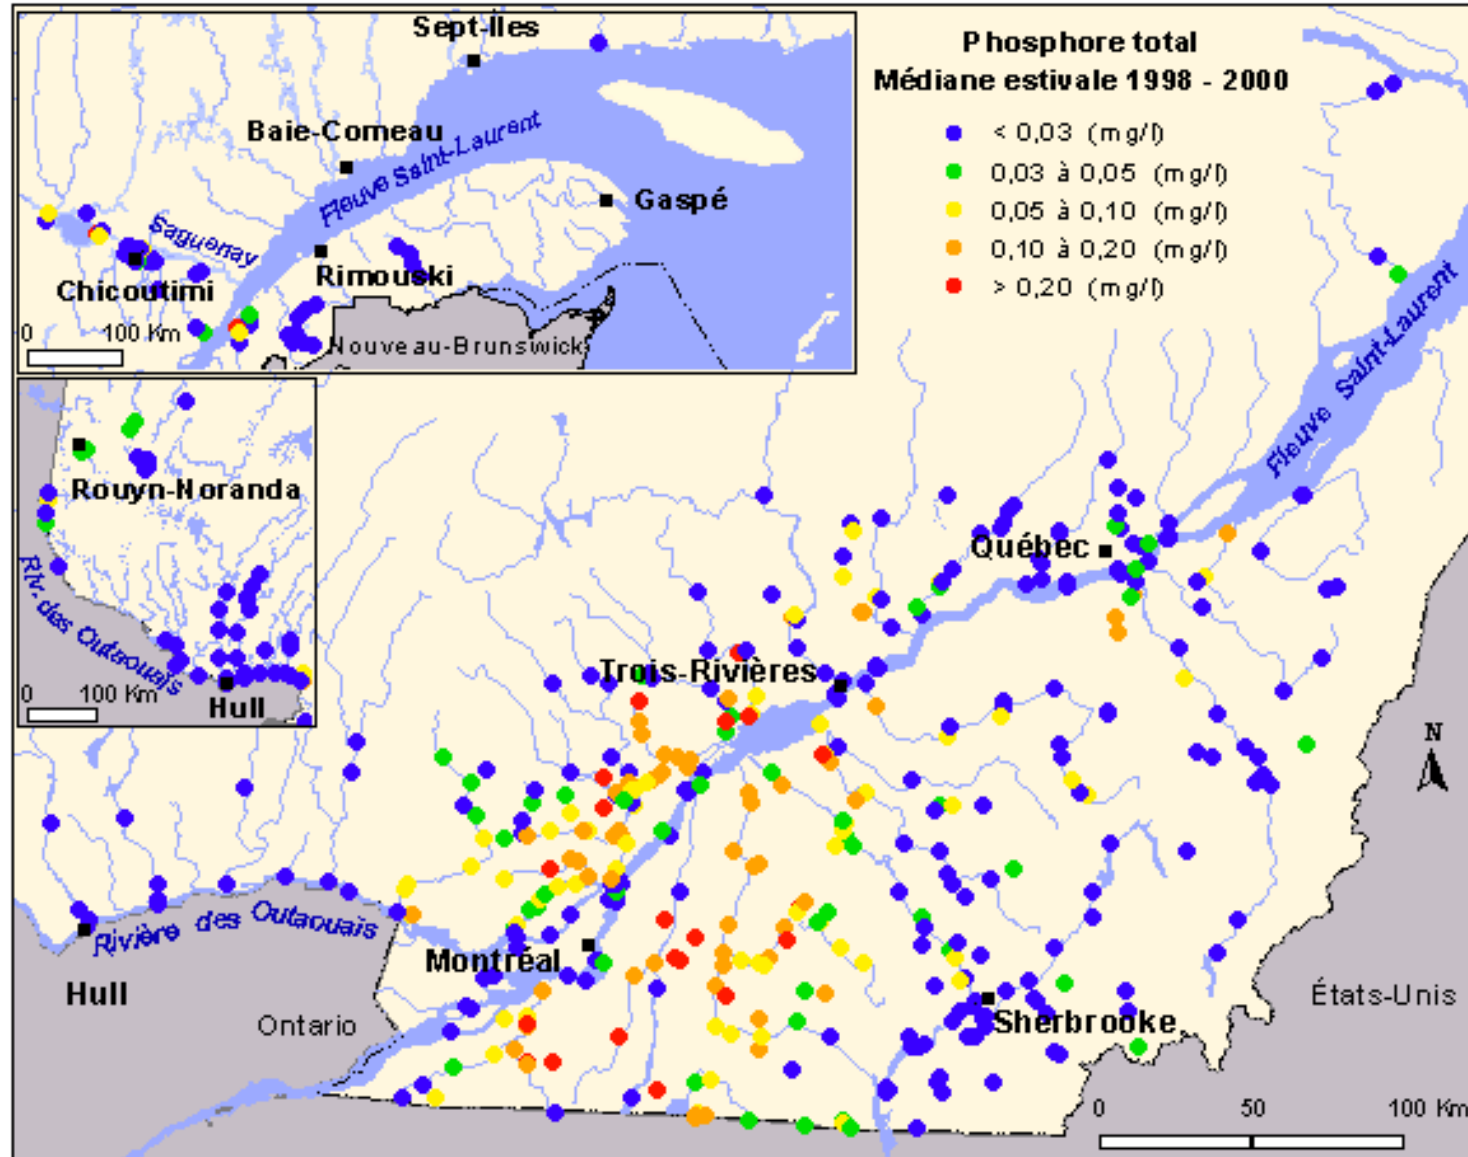 Phosphore total
Médiane estivale 1998 - 2000
< 0,03 (mg/l)
0,03 à 0,05 (mg/l)
0,05 à 0,10 (mg/l)
0,10 à 0,20 (mg/l)
> 0,20 (mg/l)
Sept-Iles
Baie-Comeau
Fleuve Saint-Laurent
Gaspé
Saguenay
Rimouski
Chicoutimi
0 100 Km
Nouveau-Brunswick
Rouyn-Noranda
Riv. des Outaouais
0 100 Km
Hull
Fleuve Saint-Laurent
Québec
Trois-Rivières
N
Rivière des Outaouais
Montréal
Hull
Ontario
Sherbrooke
États-Unis
0 50 100 Km